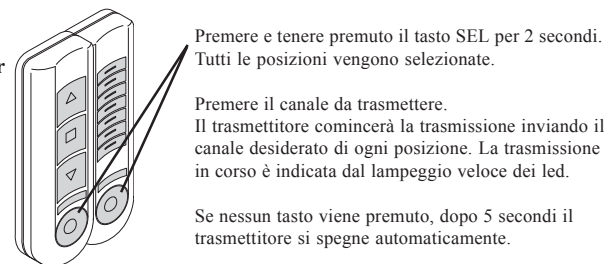 r
Premere e tenere premuto il tasto SEL per 2 secondi.
Tutti le posizioni vengono selezionate.
Premere il canale da trasmettere.
Il trasmettitore comincerà la trasmissione inviando il
canale desiderato di ogni posizione. La trasmissione
in corso è indicata dal lampeggio veloce dei led.
Se nessun tasto viene premuto, dopo 5 secondi il
trasmettitore si spegne automaticamente.